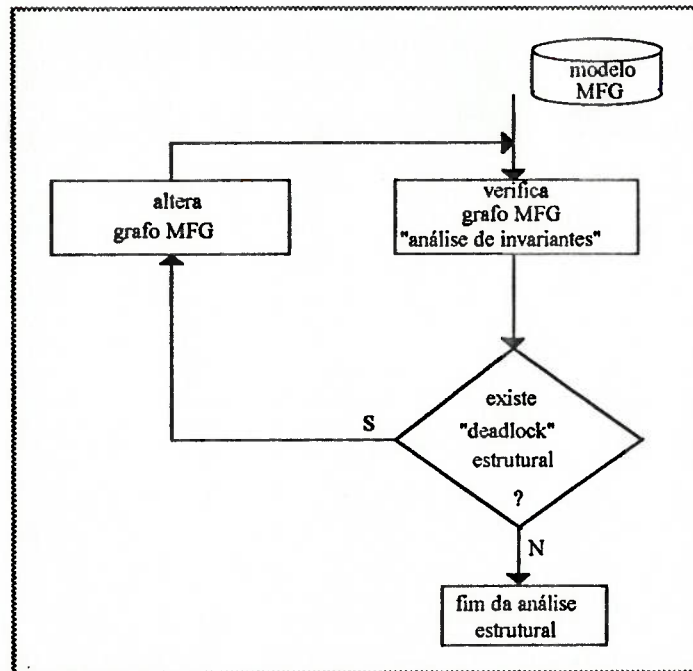 modelo
MFG
altera
grafo MFG
verifica
grafo MFG
"análise de invariantes"
existe
"deadlock"
estrutural
?
S
N
fim da análise
estrutural